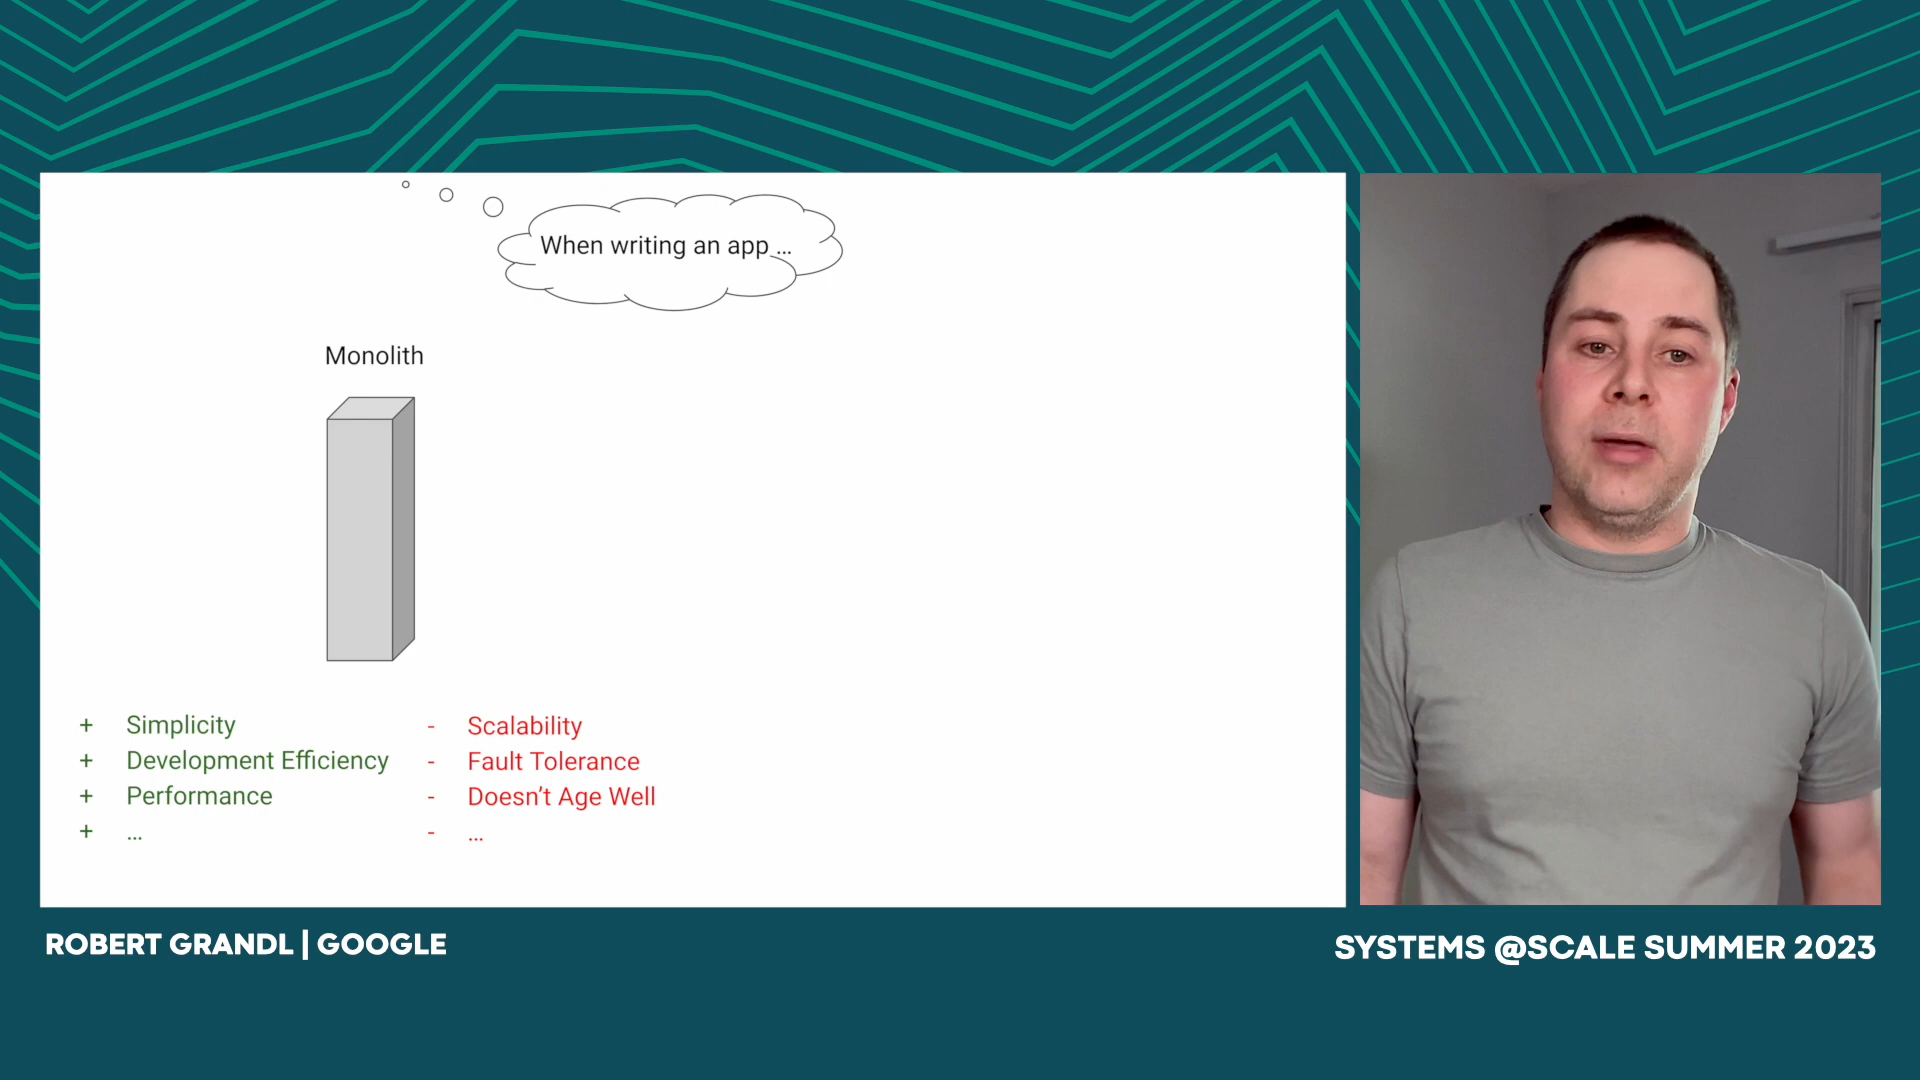 When writing an app ...
Monolith
+ Simplicity
+ Development Efficiency
+ Performance
+ ...
- Scalability
- Fault Tolerance
- Doesn't Age Well
- ...
ROBERT GRANDL | GOOGLE
SYSTEMS @SCALE SUMMER 2023